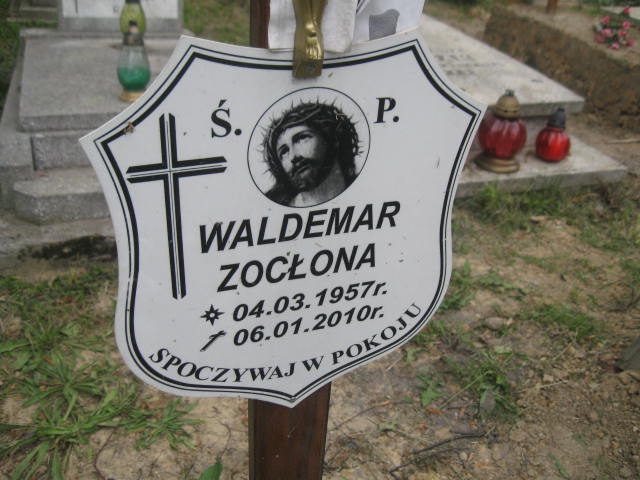 Ś. P.
WALDEMAR
ZOCŁONA
04.03.1957r.
06.01.2010r.
SPOCZYWAJ W POKOJU